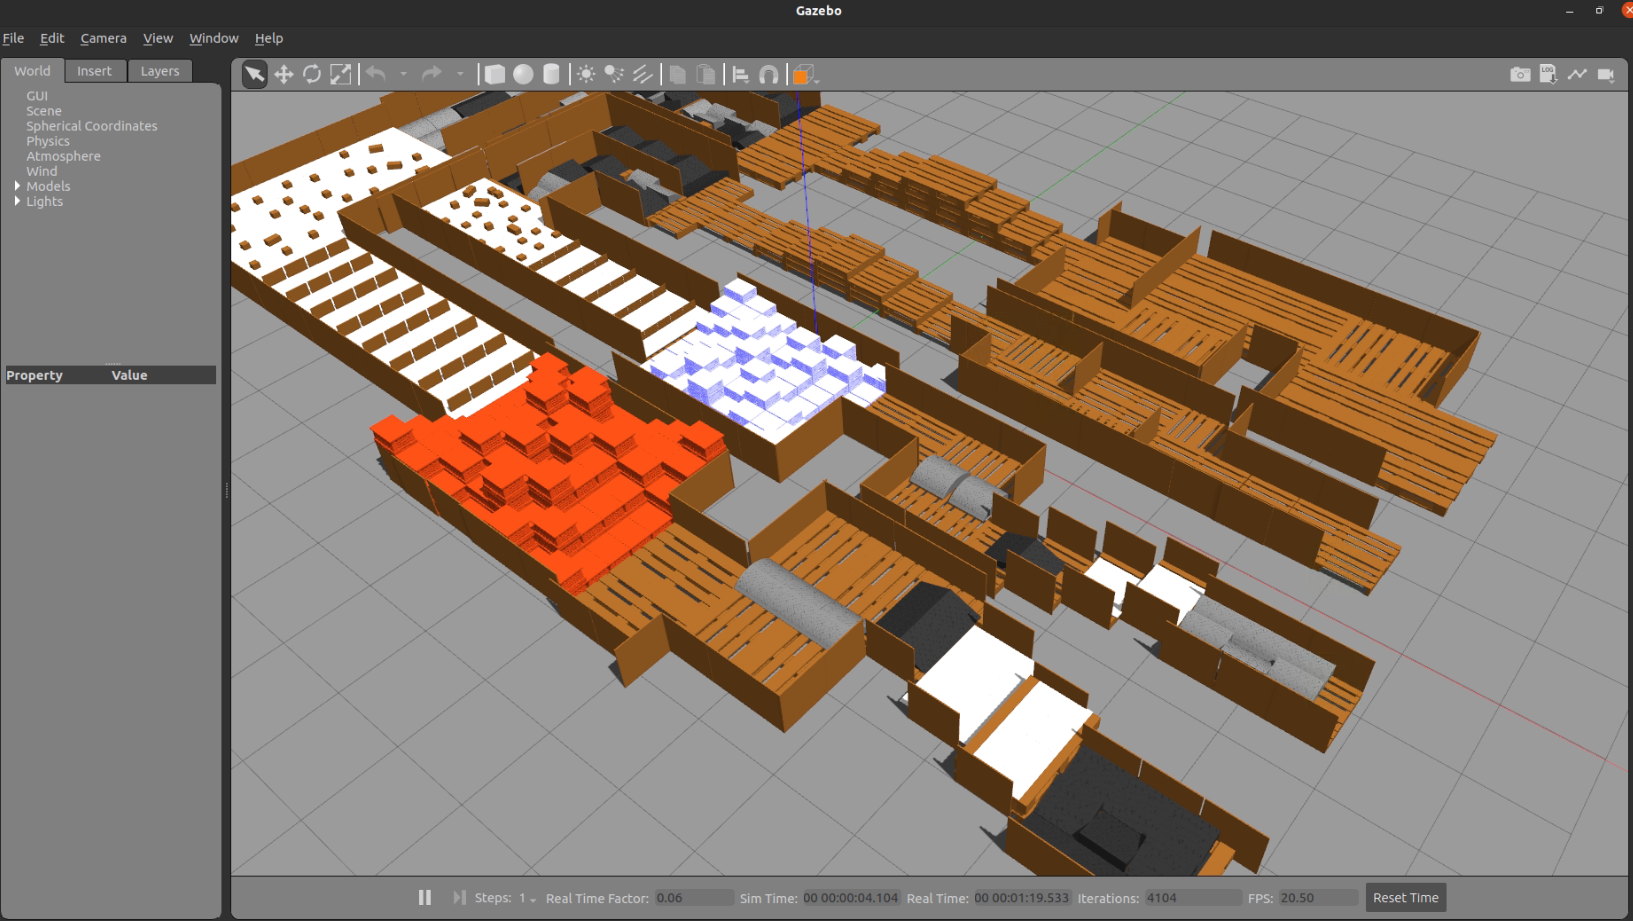 Gazebo
File Edit Camera View Window Help
World Insert Layers
GUI
Scene
Spherical Coordinates
Physics
Atmosphere
Wind
Models
Lights
Property Value
LOG
Steps: 1 Real Time Factor: 0.06 Sim Time: 00 00:00:04.104 Real Time: 00 00:01:19.533 Iterations: 4104 FPS: 20.50 Reset Time